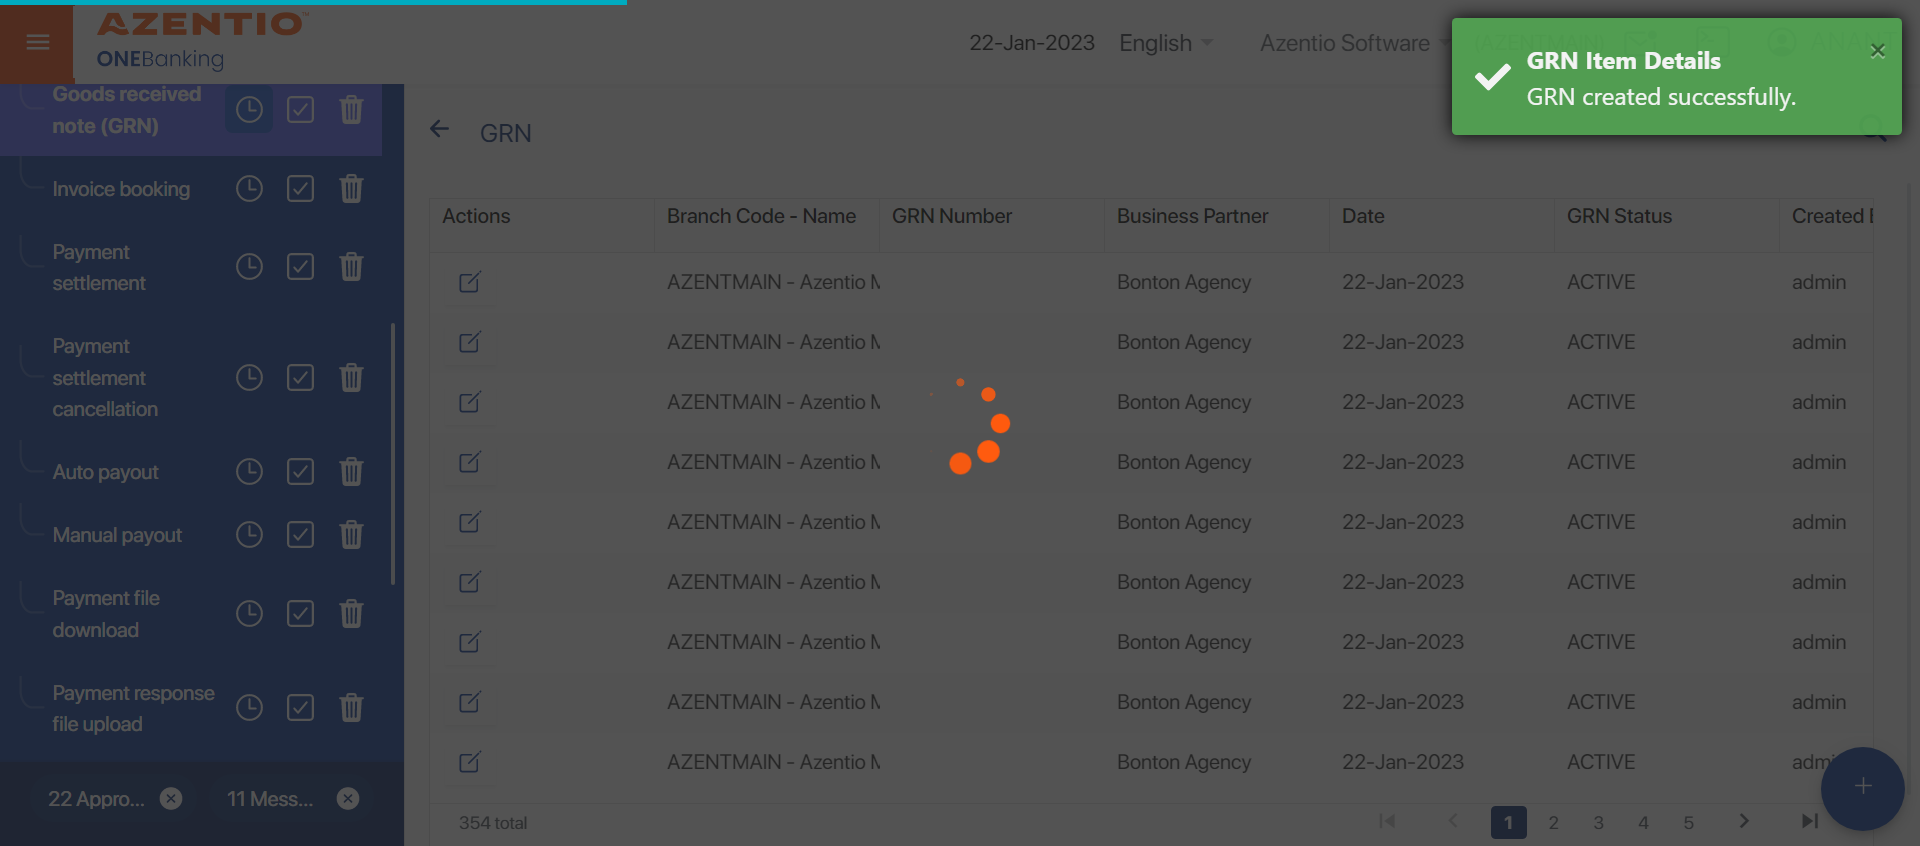 AZENTIO
ONEBanking
22-Jan-2023 English Azentio Software
GRN Item Details
GRN created successfully.
Goods received
note (GRN)
Invoice booking
Payment
settlement
Payment
settlement
cancellation
Auto payout
Manual payout
Payment file
download
Payment response
file upload
22 Appro... 11 Mess...
GRN
Actions Branch Code - Name GRN Number Business Partner Date GRN Status Created
AZENTMAIN - Azentio Bonton Agency 22-Jan-2023 ACTIVE admin
AZENTMAIN - Azentio Bonton Agency 22-Jan-2023 ACTIVE admin
AZENTMAIN - Azentio Bonton Agency 22-Jan-2023 ACTIVE admin
AZENTMAIN - Azentio Bonton Agency 22-Jan-2023 ACTIVE admin
AZENTMAIN - Azentio Bonton Agency 22-Jan-2023 ACTIVE admin
AZENTMAIN - Azentio Bonton Agency 22-Jan-2023 ACTIVE admin
AZENTMAIN - Azentio Bonton Agency 22-Jan-2023 ACTIVE admin
AZENTMAIN - Azentio Bonton Agency 22-Jan-2023 ACTIVE admin
AZENTMAIN - Azentio Bonton Agency 22-Jan-2023 ACTIVE
354 total 1 2 3 4 5